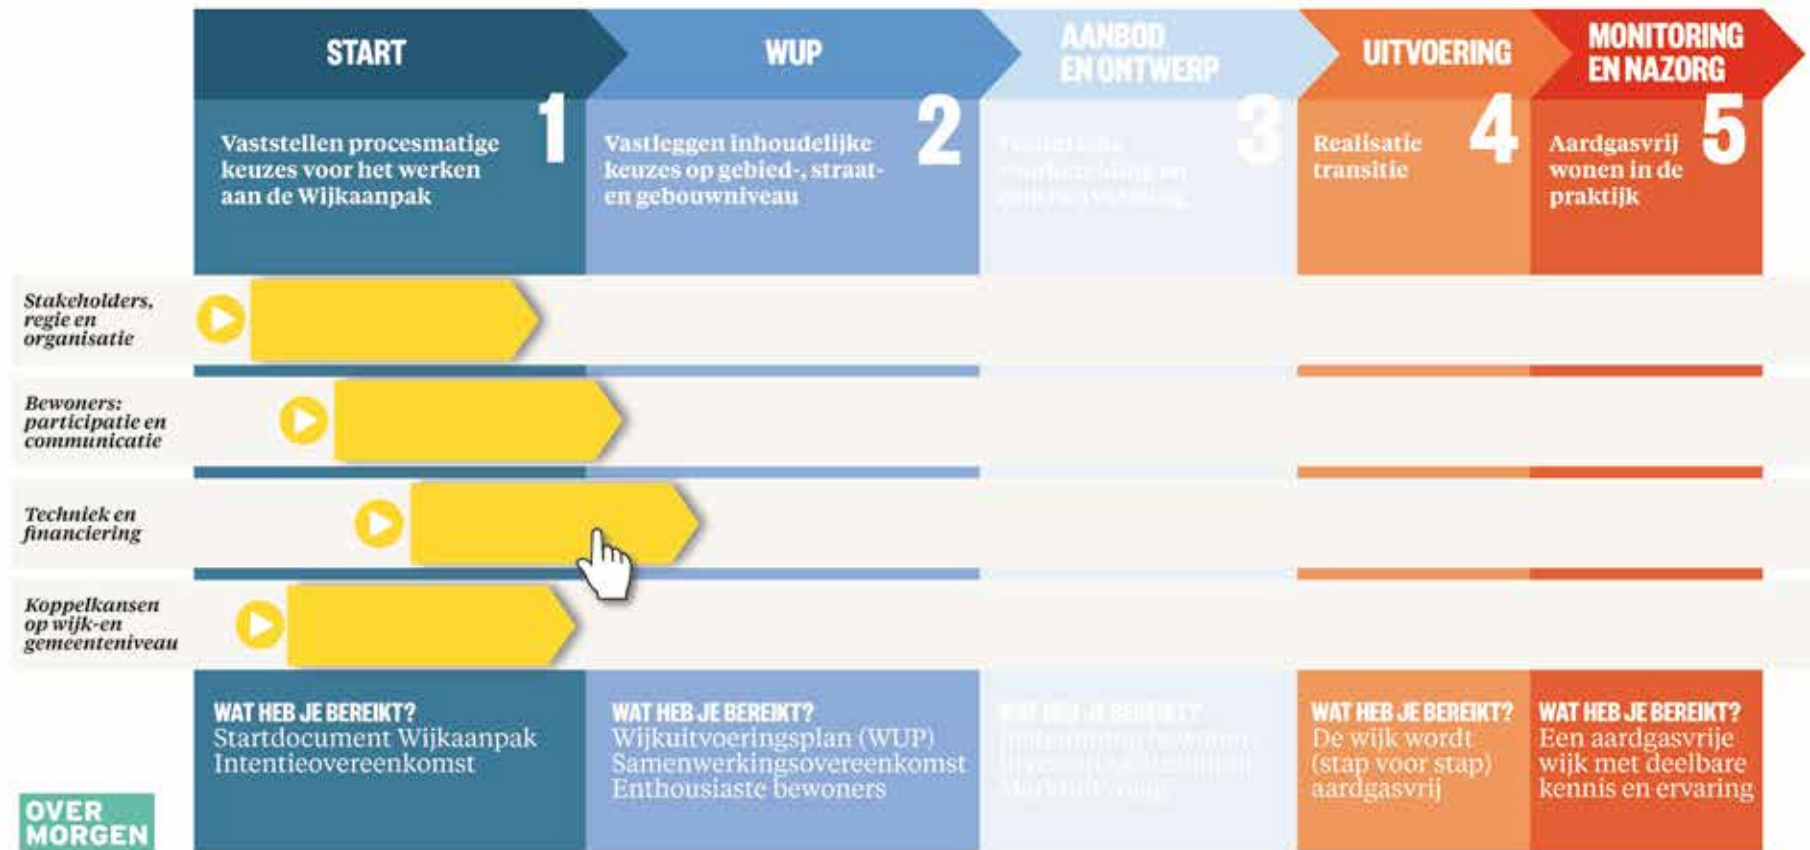 START
WUP
AANBOD
EN ONTWERP
UITVOERING
MONITORING
EN NAZORG
1
Vaststellen procesmatige
keuzes voor het werken
aan de Wijkaanpak
2
Vastleggen inhoudelijke
keuzes op gebied-, straat-
en gebouwniveau
3
4
Realisatie
transitie
5
Aardgasvrij
wonen in de
praktijk
Stakeholders,
regie en
organisatie
Bewoners:
participatie en
communicatie
Techniek en
financiering
Koppelkansen
op wijk-en
gemeenteniveau
WAT HEB JE BEREIKT?
Startdocument Wijkaanpak
Intentieovereenkomst
WAT HEB JE BEREIKT?
Wijkuitvoeringsplan (WUP)
Samenwerkingsovereenkomst
Enthousiaste bewoners
WAT HEB JE BEREIKT?
WAT HEB JE BEREIKT?
De wijk wordt
(stap voor stap)
aardgasvrij
WAT HEB JE BEREIKT?
Een aardgasvrije
wijk met deelbare
kennis en ervaring
OVER
MORGEN